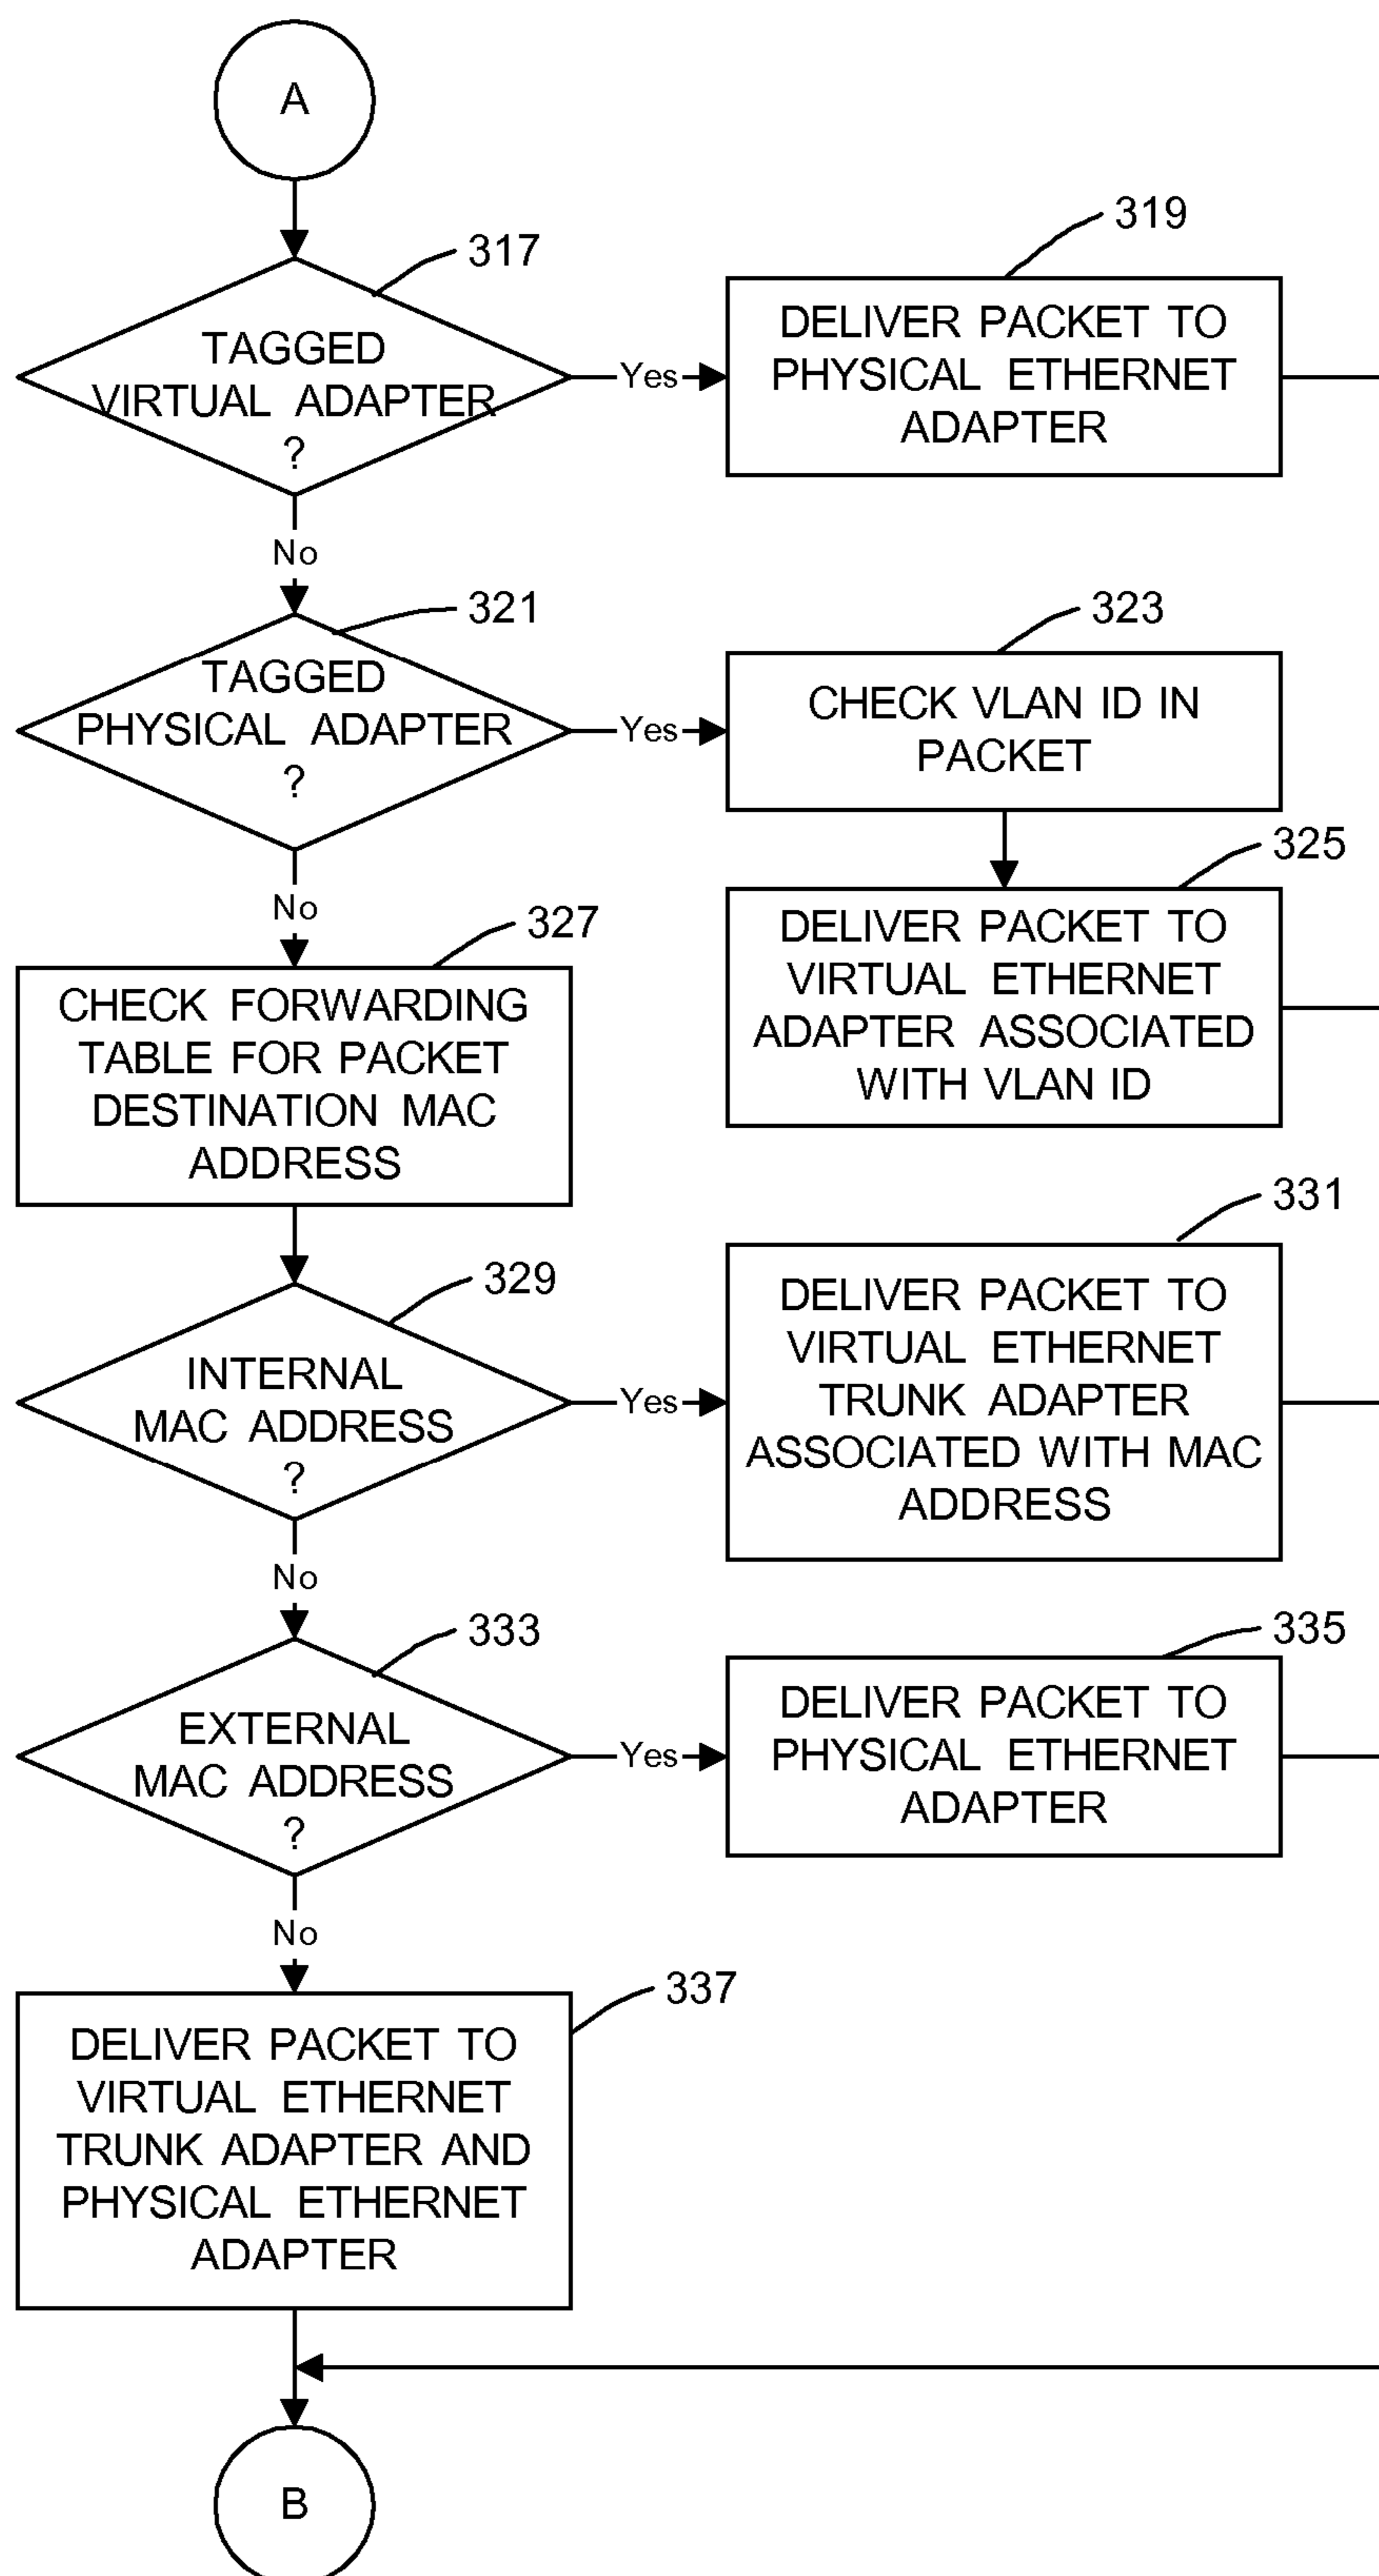 A
317
TAGGED
VIRTUAL ADAPTER
?
Yes
319
DELIVER PACKET TO
PHYSICAL ETHERNET
ADAPTER
No
321
TAGGED
PHYSICAL ADAPTER
?
Yes
323
CHECK VLAN ID IN
PACKET
325
DELIVER PACKET TO
VIRTUAL ETHERNET
ADAPTER ASSOCIATED
WITH VLAN ID
No
327
CHECK FORWARDING
TABLE FOR PACKET
DESTINATION MAC
ADDRESS
329
INTERNAL
MAC ADDRESS
?
Yes
331
DELIVER PACKET TO
VIRTUAL ETHERNET
TRUNK ADAPTER
ASSOCIATED WITH MAC
ADDRESS
No
333
EXTERNAL
MAC ADDRESS
?
Yes
335
DELIVER PACKET TO
PHYSICAL ETHERNET
ADAPTER
No
337
DELIVER PACKET TO
VIRTUAL ETHERNET
TRUNK ADAPTER AND
PHYSICAL ETHERNET
ADAPTER
B